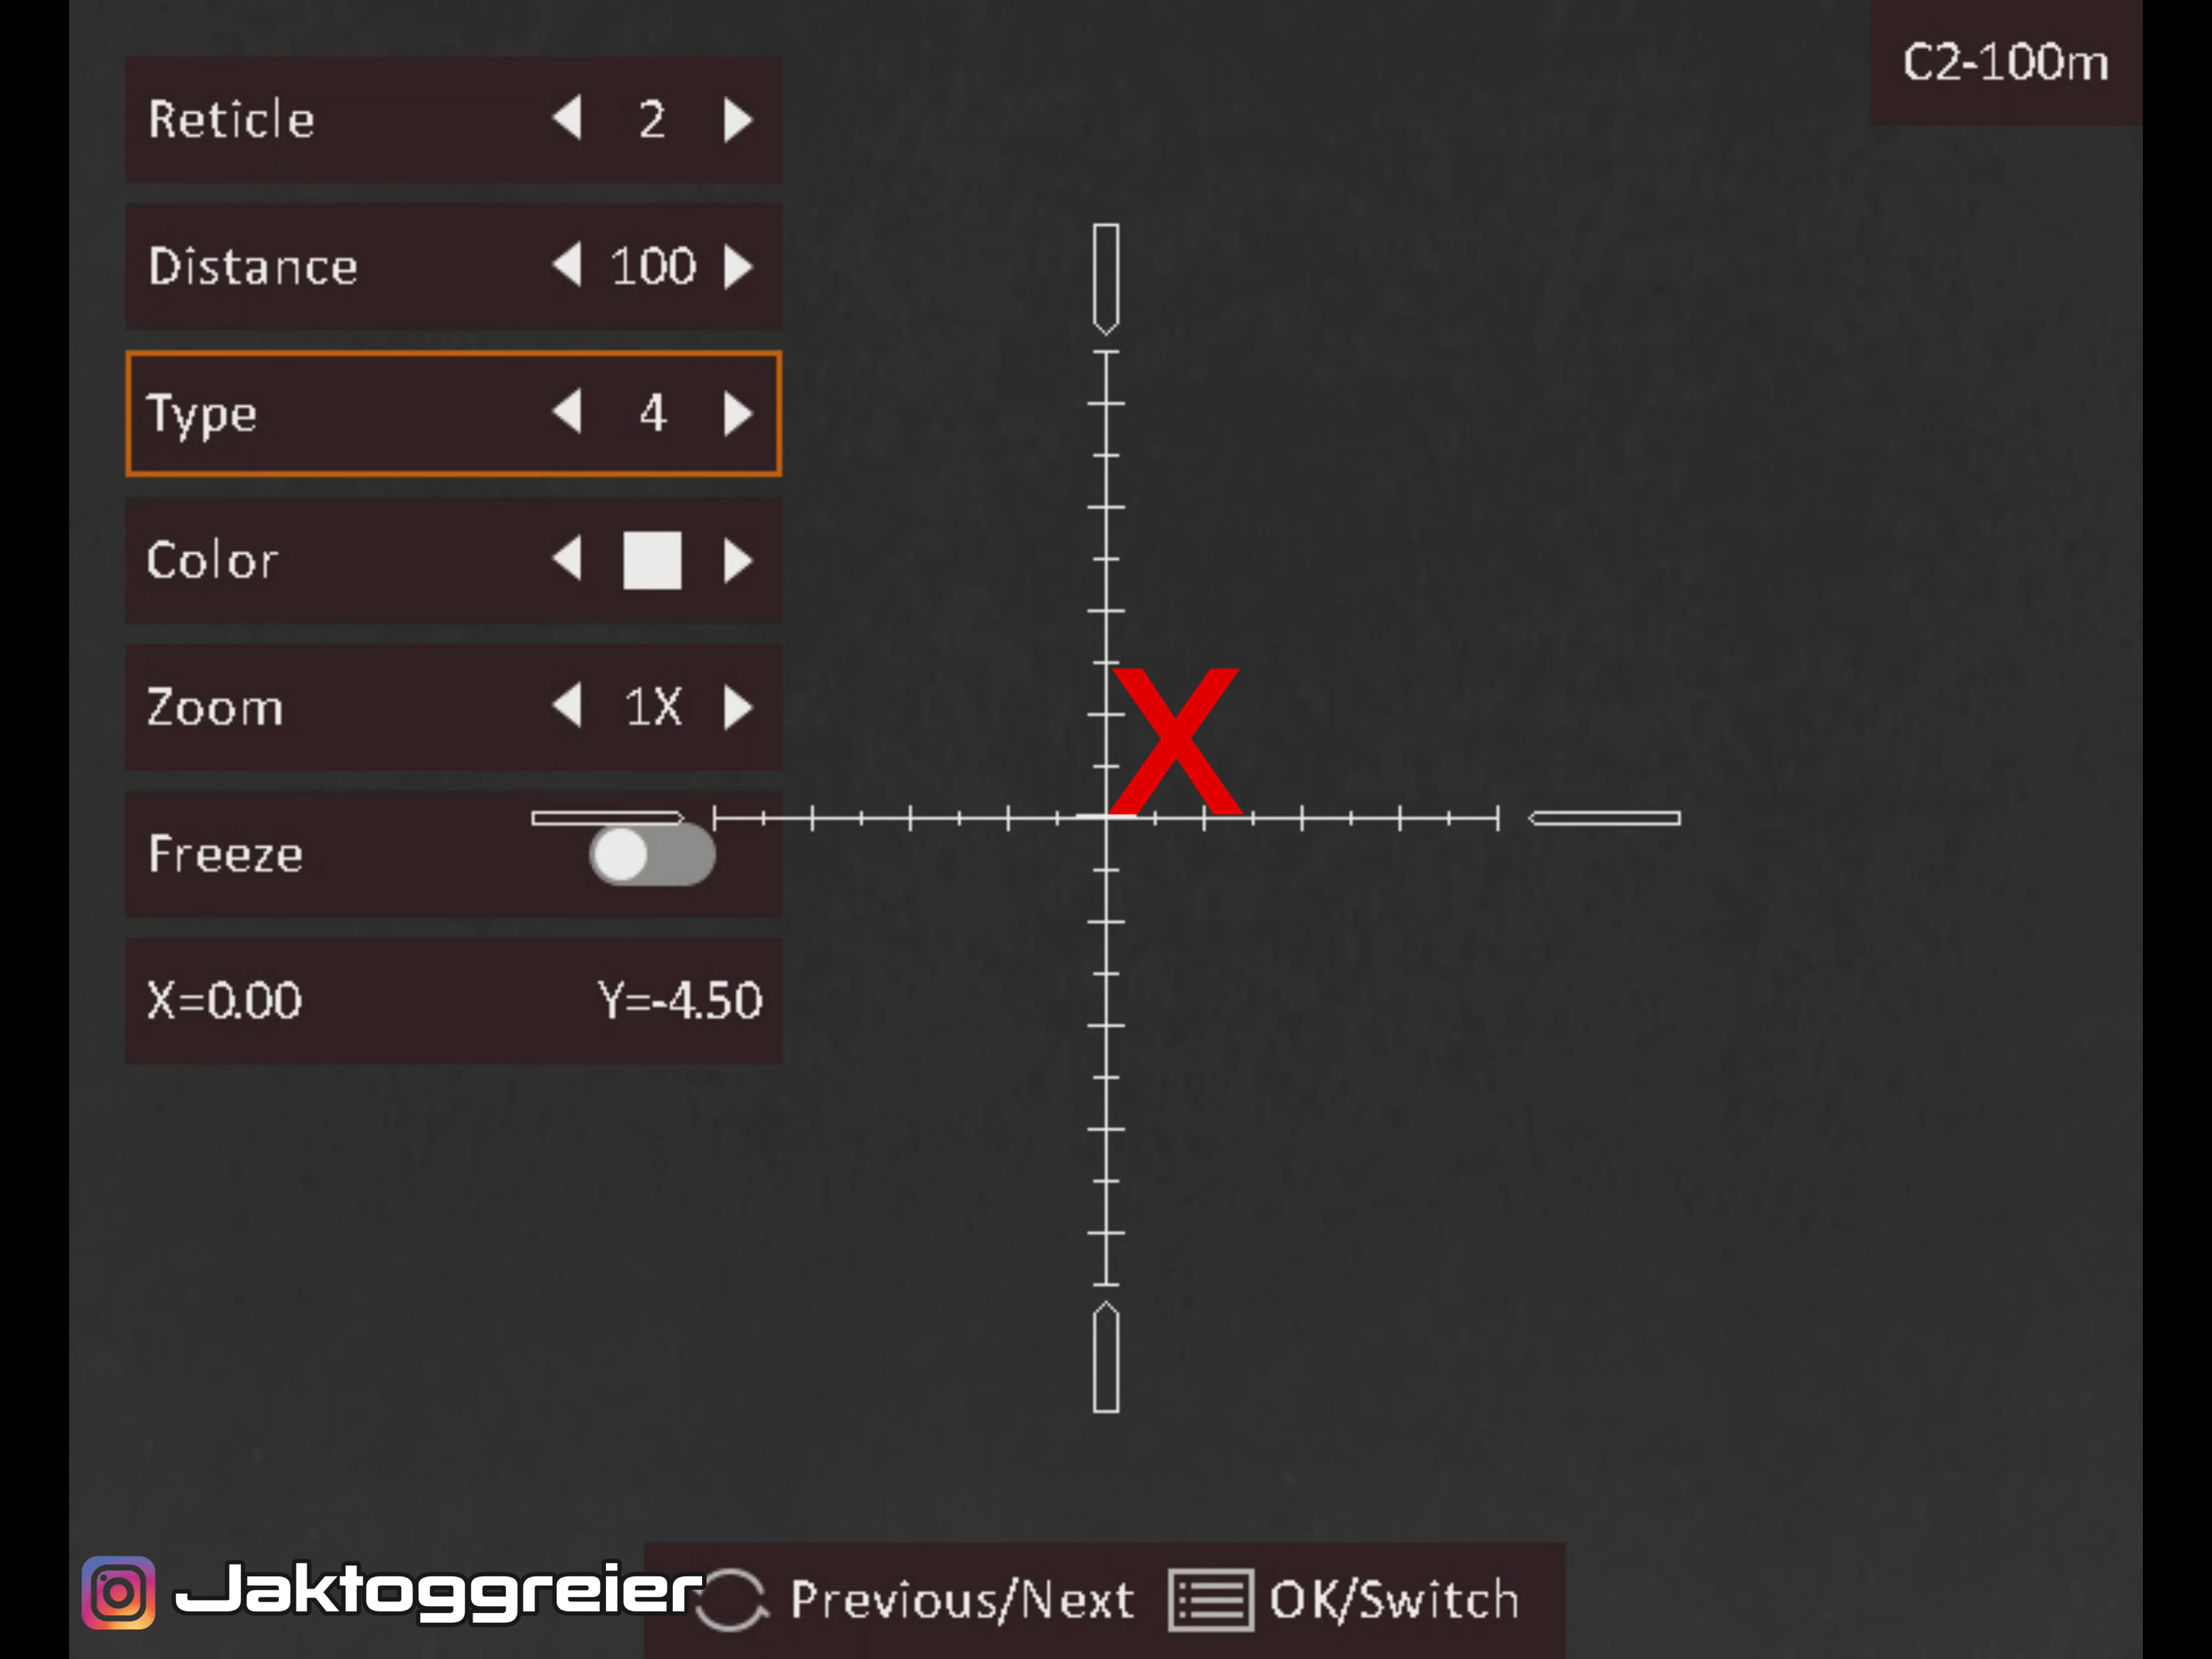 C2-100m
Reticle 2
Distance 100
Type 4
Color
Zoom 1X
X
Freeze
X=0.00 Y=-4.50
Jaktoggreier Previous/Next OK/Switch